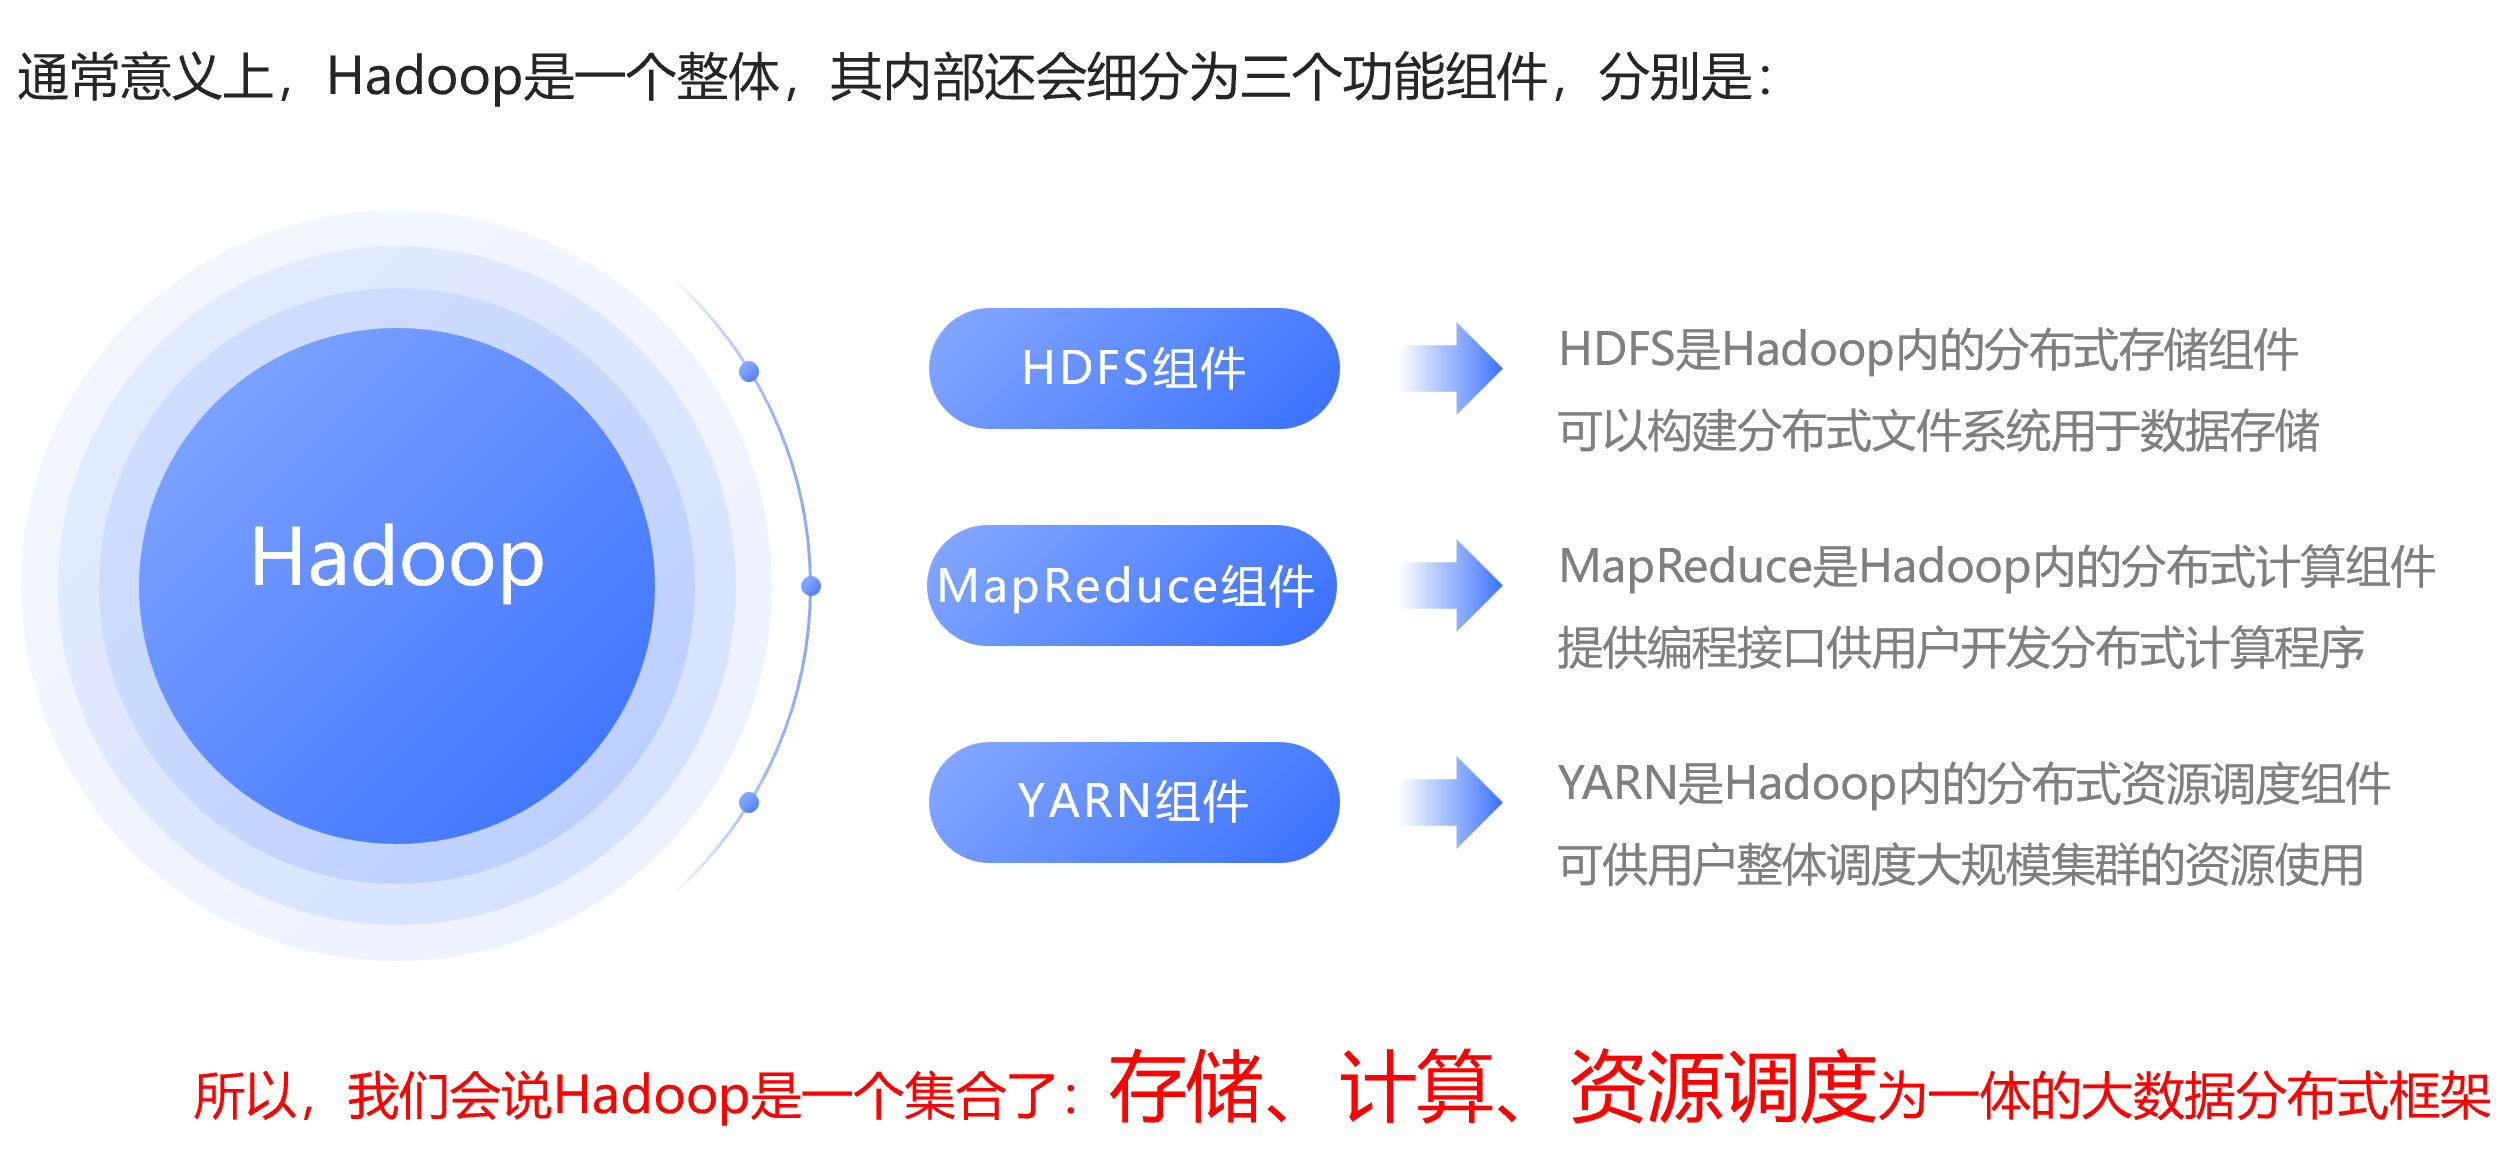 通常意义上，Hadoop是一个整体，其内部还会细分为三个功能组件，分别是：
Hadoop
HDFS组件
HDFS是Hadoop内的分布式存储组件
可以构建分布式文件系统用于数据存储
MapReduce组件
MapReduce是Hadoop内的分布式计算组件
提供编程接口供用户开发分布式计算程序
YARN组件
YARN是Hadoop内的分布式资源调度组件
可供用户整体调度大规模集群的资源使用
所以，我们会说Hadoop是一个集合了：存储、计算、资源调度为一体的大数据分布式框架